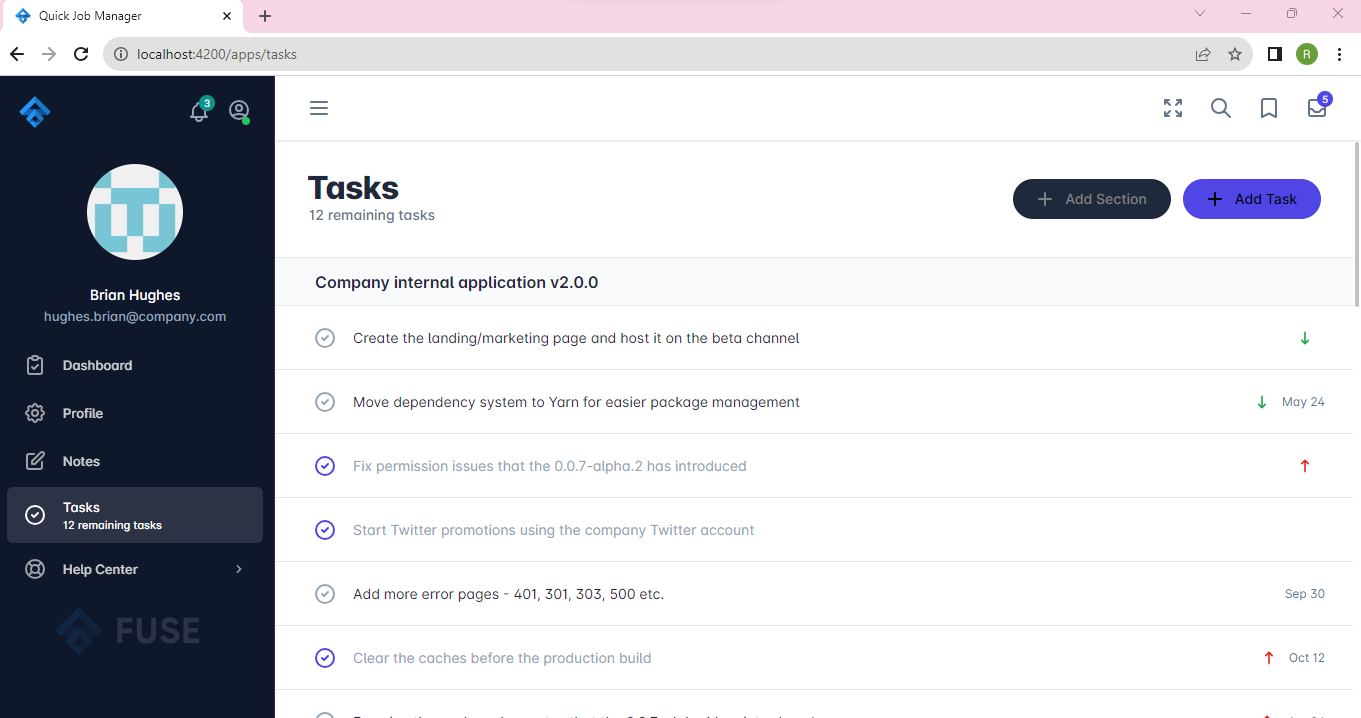 Quick Job Manager
localhost:4200/apps/tasks
R
3
5
Brian Hughes
hughes.brian@company.com
Dashboard
Profile
Notes
Tasks
12 remaining tasks
Help Center
FUSE
Tasks
12 remaining tasks
Add Section
Add Task
Company internal application v2.0.0
Create the landing/marketing page and host it on the beta channel
Move dependency system to Yarn for easier package management
May 24
Fix permission issues that the 0.0.7-alpha.2 has introduced
Start Twitter promotions using the company Twitter account
Add more error pages - 401, 301, 303, 500 etc.
Sep 30
Clear the caches before the production build
Oct 12